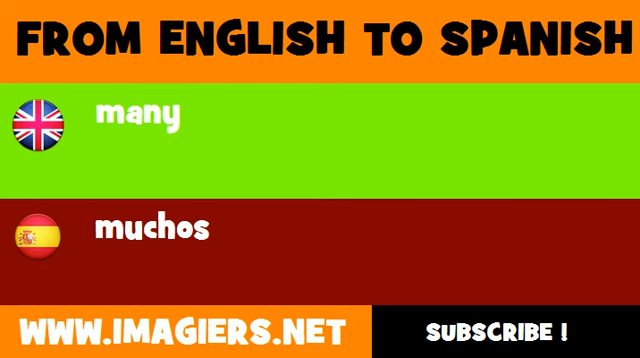 FROM ENGLISH TO SPANISH
many
muchos
WWW.IMAGIERS.NET
SUBSCRIBE !